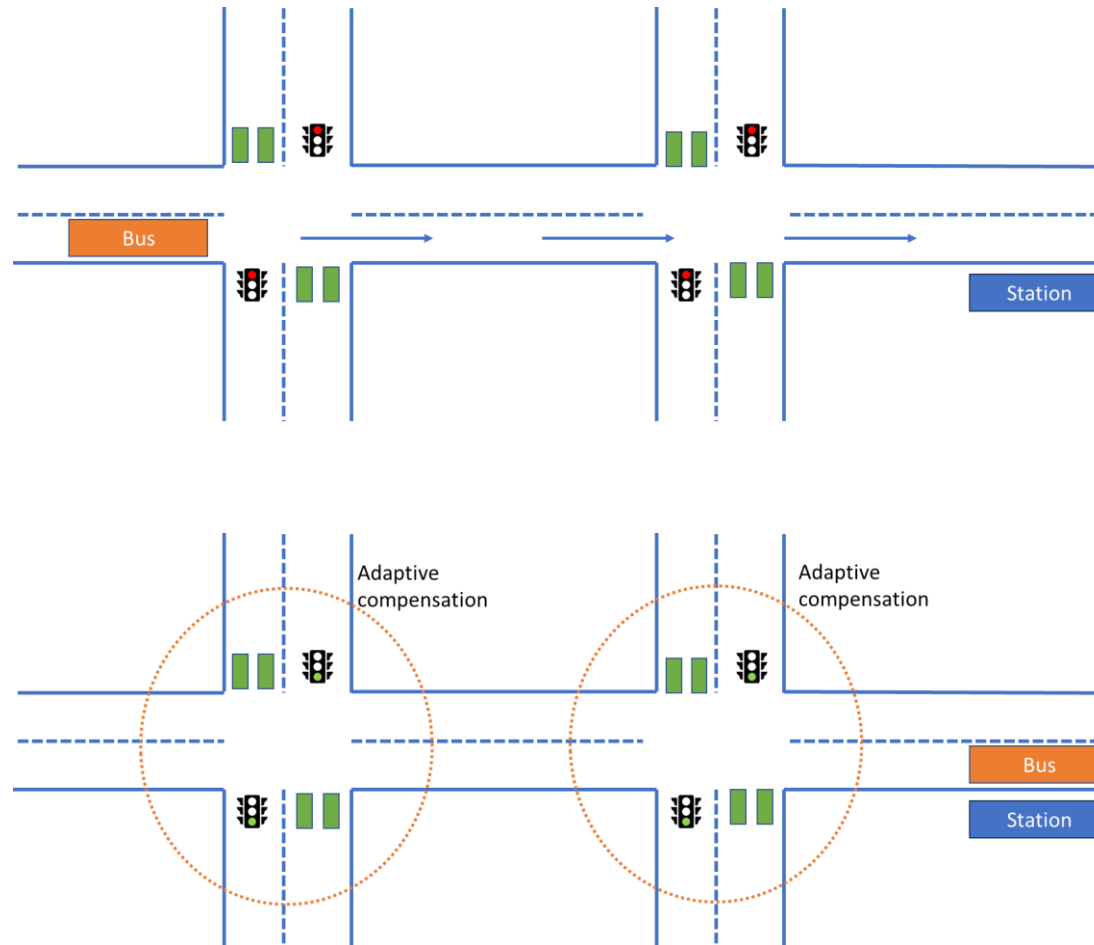 Bus
Station
Adaptive
compensation
Adaptive
compensation
Bus
Station